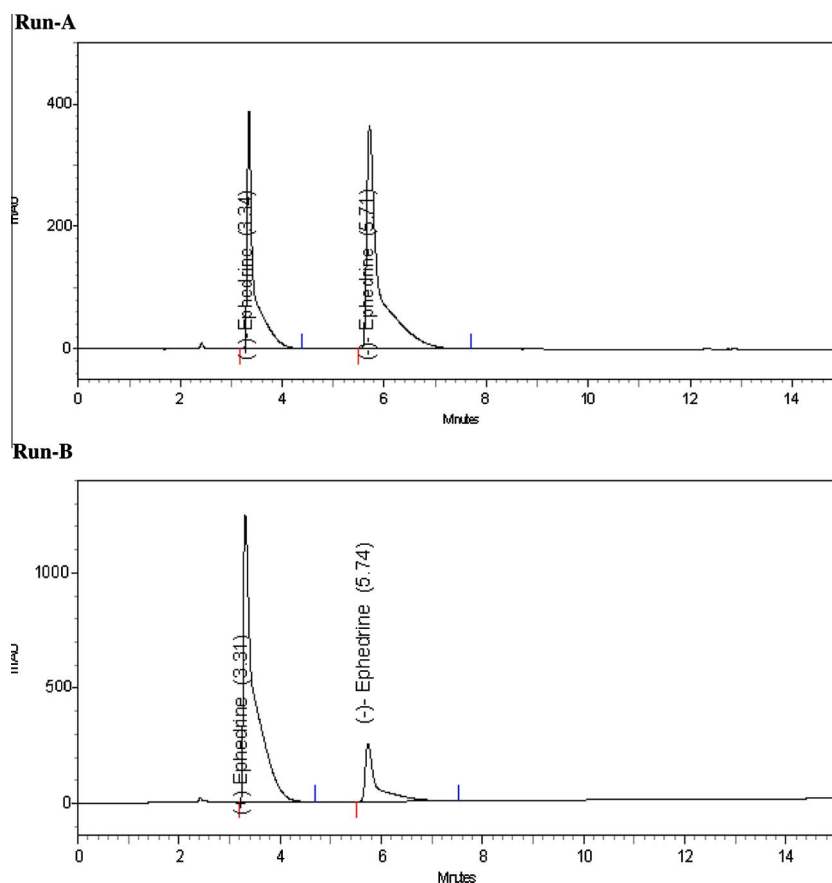 Run-A
400
200
0
mAU
(-) Ephedrine (3.34)
(-)- Ephedrine (5.71)
0 2 4 6 8 10 12 14
Minutes
Run-B
1000
500
0
mAU
Ephedrine (3.31)
(-)- Ephedrine (5.74)
0 2 4 6 8 10 12 14
Minutes